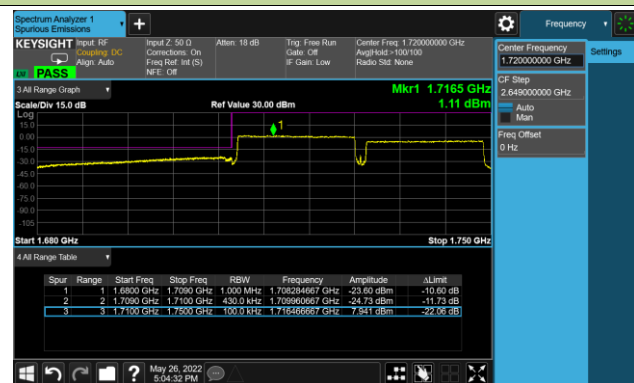 Spectrum Analyzer 1
Spurious Emissions
Frequency
KEYSIGHT
Input: RF
Coupling: DC
Align: Auto
Input Z: 50 Ω
Corrections: On
Freq Ref: Int (S)
NFE: Off
Atten: 18 dB
Trig: Free Run
Gate: Off
IF Gain: Low
Center Freq: 1.720000000 GHz
Avg|Hold:>100/100
Radio Std: None
PASS
Center Frequency
1.720000000 GHz
Settings
CF Step
2.649000000 GHz
Auto
Man
Freq Offset
0 Hz
3 All Range Graph
Mkr1 1.7165 GHz
Scale/Div 15.0 dB
Ref Value 30.00 dBm
1.11 dBm
Log
15.0
0.00
-15.0
-30.0
-45.0
-60.0
-75.0
-90.0
-105
1
Start 1.680 GHz
Stop 1.750 GHz
4 All Range Table
Spur Range Start Freq Stop Freq RBW Frequency Amplitude ΔLimit
1 1 1.6800 GHz 1.7090 GHz 1.000 MHz 1.708284667 GHz -23.60 dBm -10.60 dB
2 2 1.7090 GHz 1.7100 GHz 430.0 kHz 1.709960667 GHz -24.73 dBm -11.73 dB
3 3 1.7100 GHz 1.7500 GHz 100.0 kHz 1.716466667 GHz 7.941 dBm -22.06 dB
May 26, 2022
5:04:32 PM